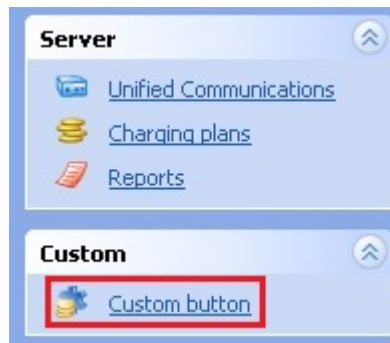 Server
Unified Communications
Charging plans
Reports
Custom
Custom button